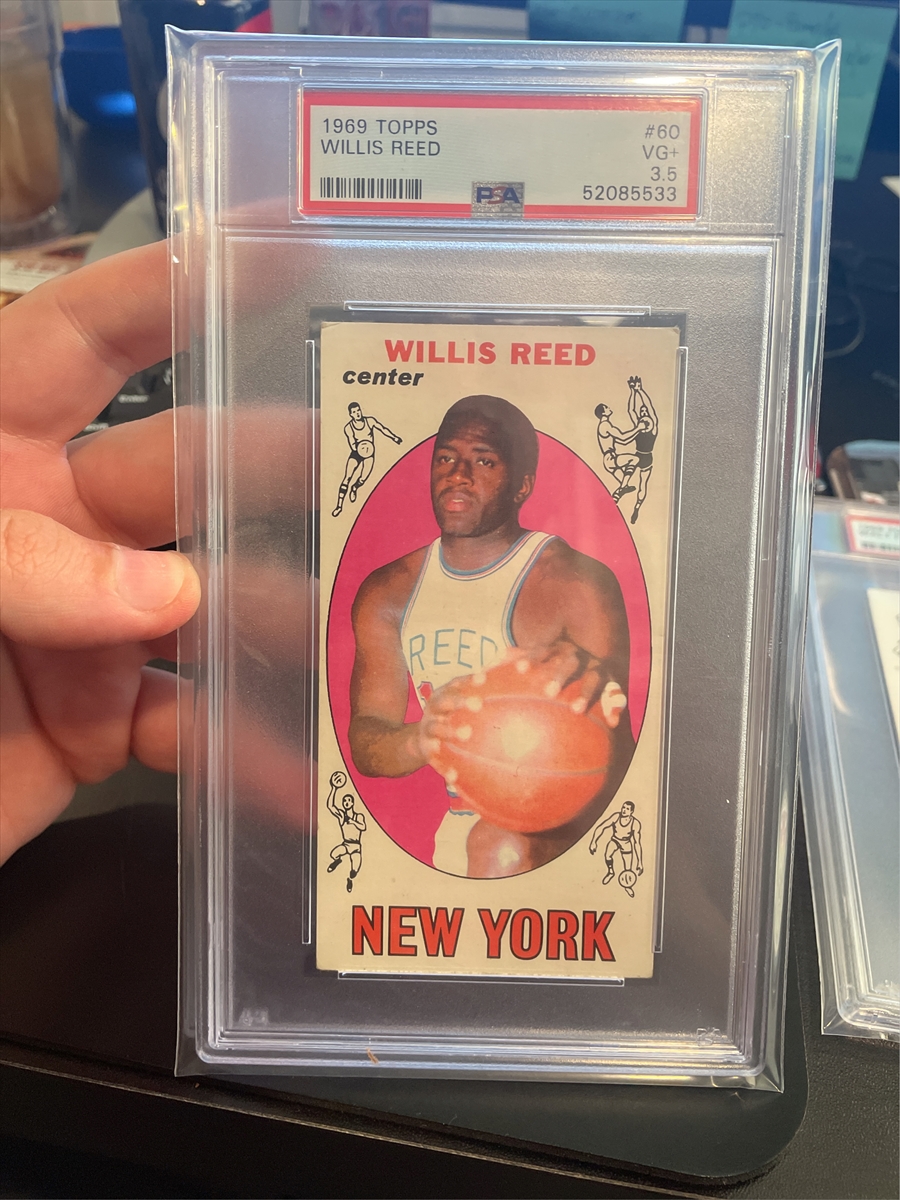 1969 TOPPS #60
WILLIS REED VG+
3.5
PSA 52085533
WILLIS REED
center
REED
NEW YORK